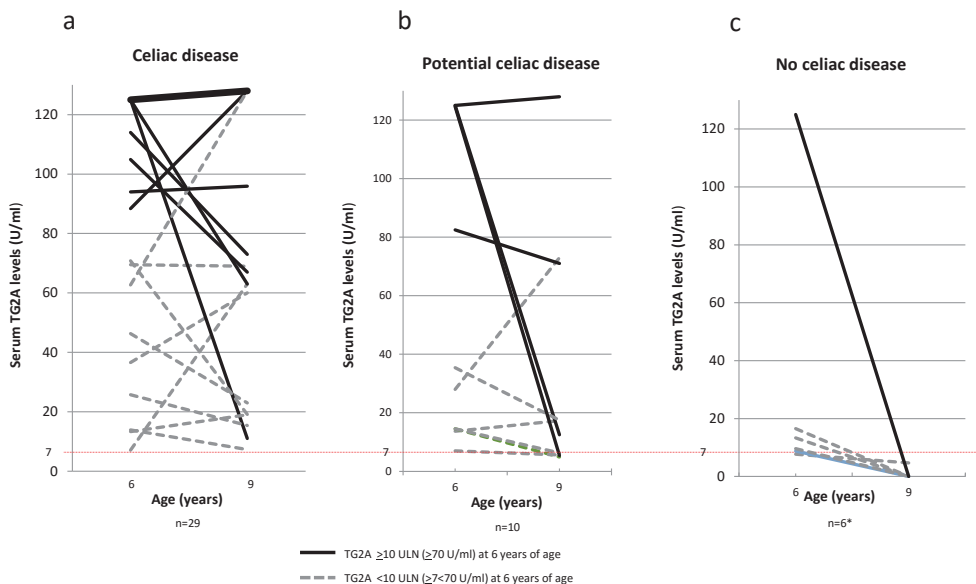 a
Celiac disease
Serum TG2A levels (U/ml)
120
100
80
60
40
20
7
0
6
9
Age (years)
n=29
b
Potential celiac disease
Serum TG2A levels (U/ml)
120
100
80
60
40
20
7
0
6
9
Age (years)
n=10
c
No celiac disease
Serum TG2A levels (U/ml)
120
100
80
60
40
20
7
0
6
9
Age (years)
n=6*
TG2A ≥10 ULN (≥70 U/ml) at 6 years of age
TG2A <10 ULN (≥7<70 U/ml) at 6 years of age